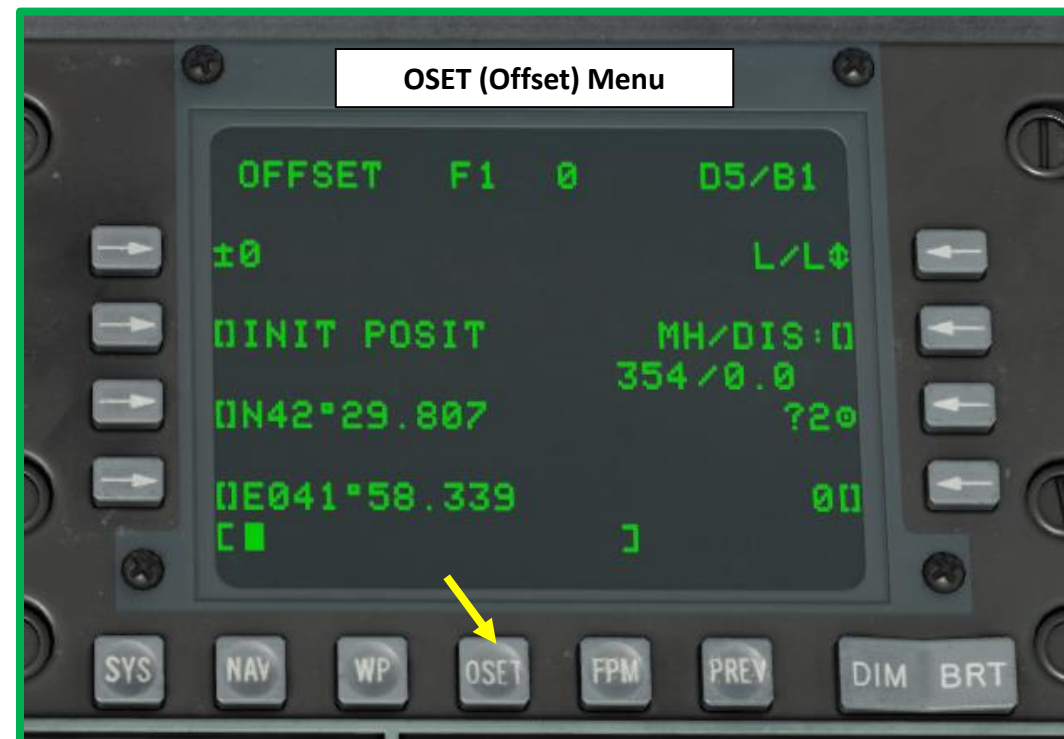 OSET (Offset) Menu
OFFSET F1 0 D5/B1
±0 L/L↕
[]INIT POSIT MH/DIS:[]
354/0.0
[]N42°29.807 ?2⊙
[]E041°58.339 0[]
[█ ]
SYS NAV WP OSET FPM PREV DIM BRT